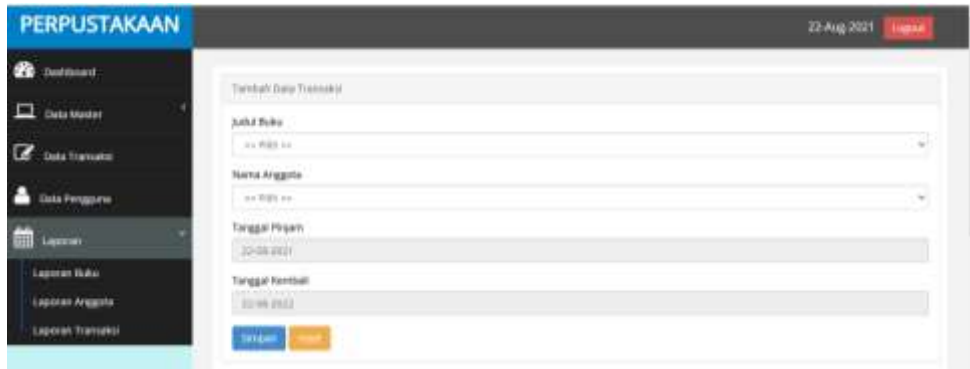 PERPUSTAKAAN
22-Aug-2021 Logout
Dashboard
Data Master
Data Transaksi
Data Pengguna
Laporan
Laporan Buku
Laporan Anggota
Laporan Transaksi
Tambah Data Transaksi
Judul Buku
== Pilih ==
Nama Anggota
== Pilih ==
Tanggal Pinjam
22-08-2021
Tanggal Kembali
Simpan